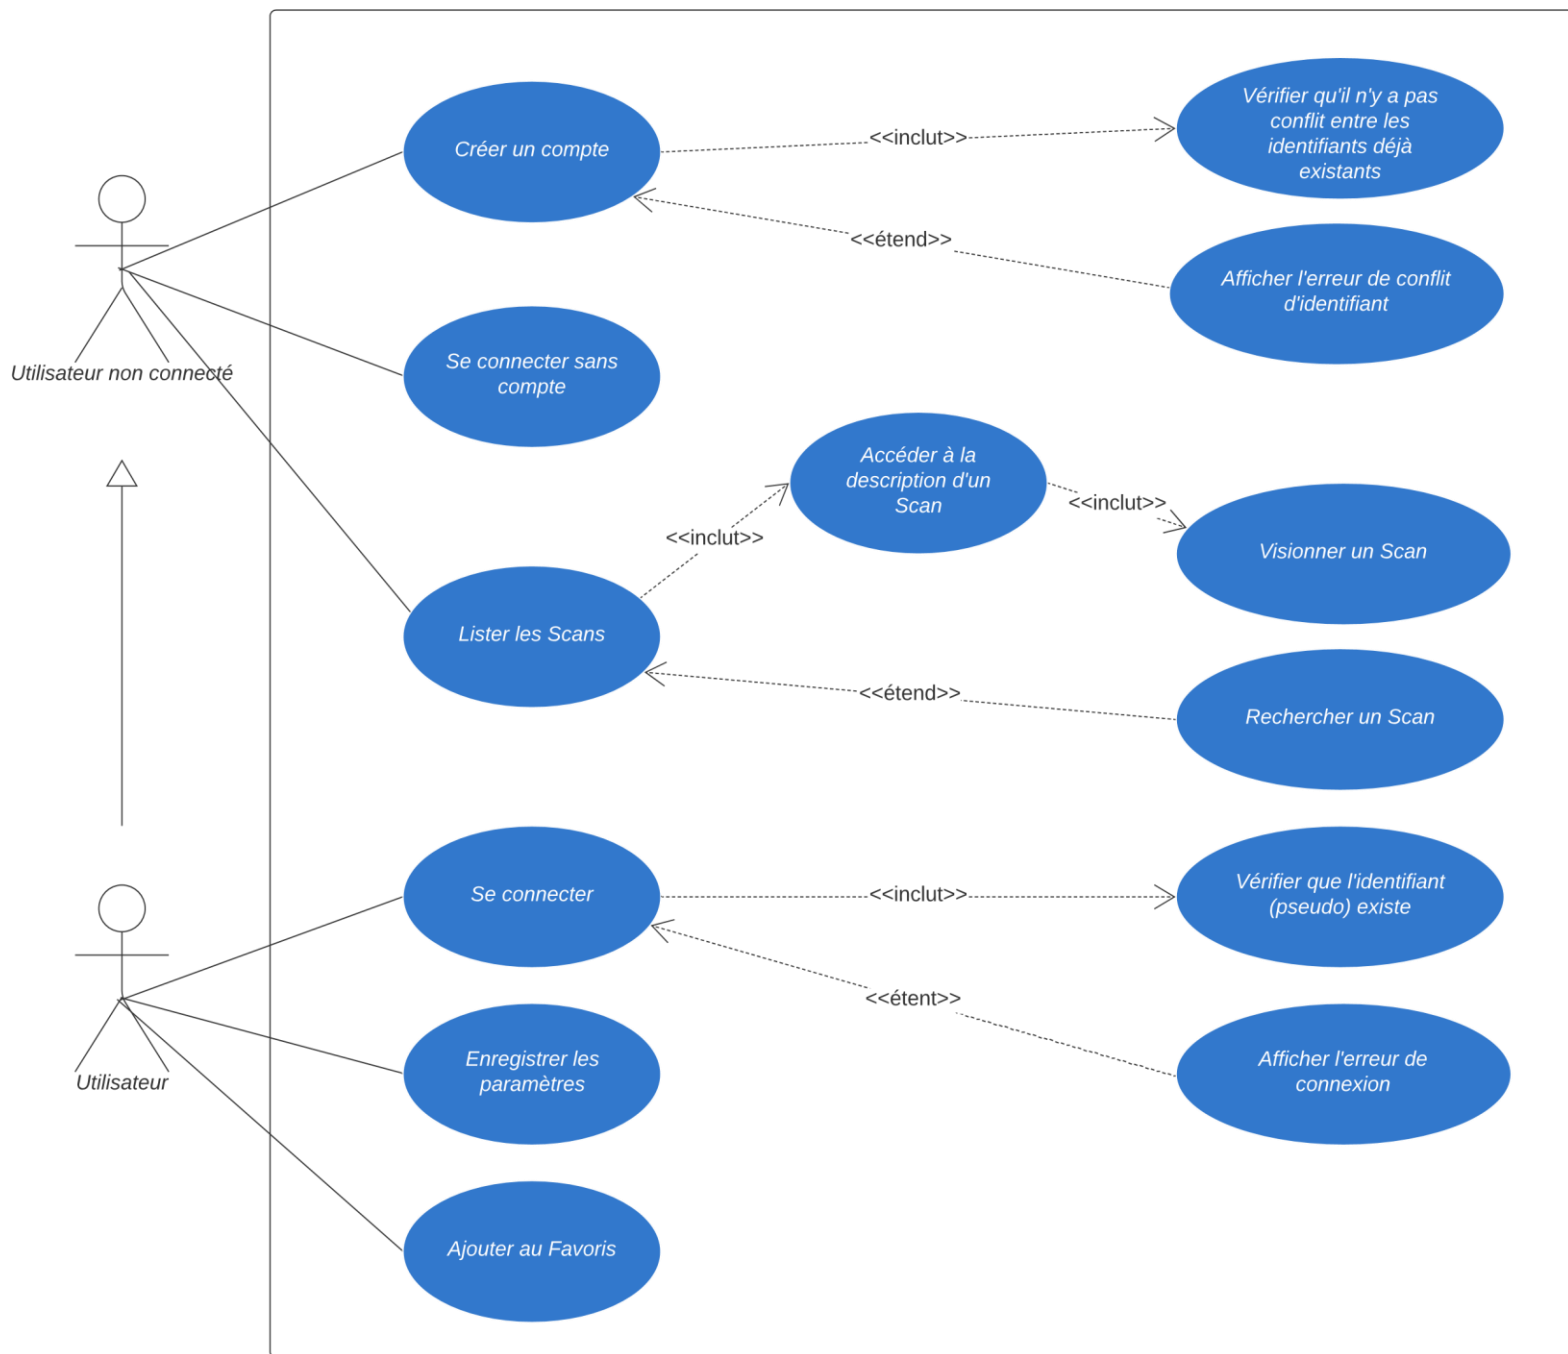 Vérifier qu'il n'y a pas
conflit entre les
identifiants déjà
existants
Créer un compte
<<inclut>>
<<étend>>
Afficher l'erreur de conflit
d'identifiant
Utilisateur non connecté
Se connecter sans
compte
Accéder à la
description d'un
Scan
<<inclut>>
<<inclut>>
Visionner un Scan
Lister les Scans
<<étend>>
Rechercher un Scan
Se connecter
<<inclut>>
Vérifier que l'identifiant
(pseudo) existe
<<étent>>
Utilisateur
Enregistrer les
paramètres
Afficher l'erreur de
connexion
Ajouter au Favoris